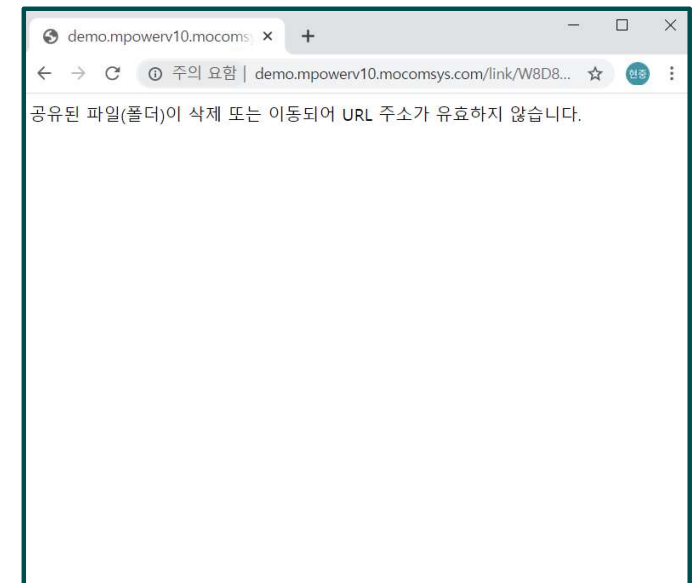 demo.mpowerv10.mocoms
주의 요함 | demo.mpowerv10.mocomsys.com/link/W8D8...
현중
공유된 파일(폴더)이 삭제 또는 이동되어 URL 주소가 유효하지 않습니다.